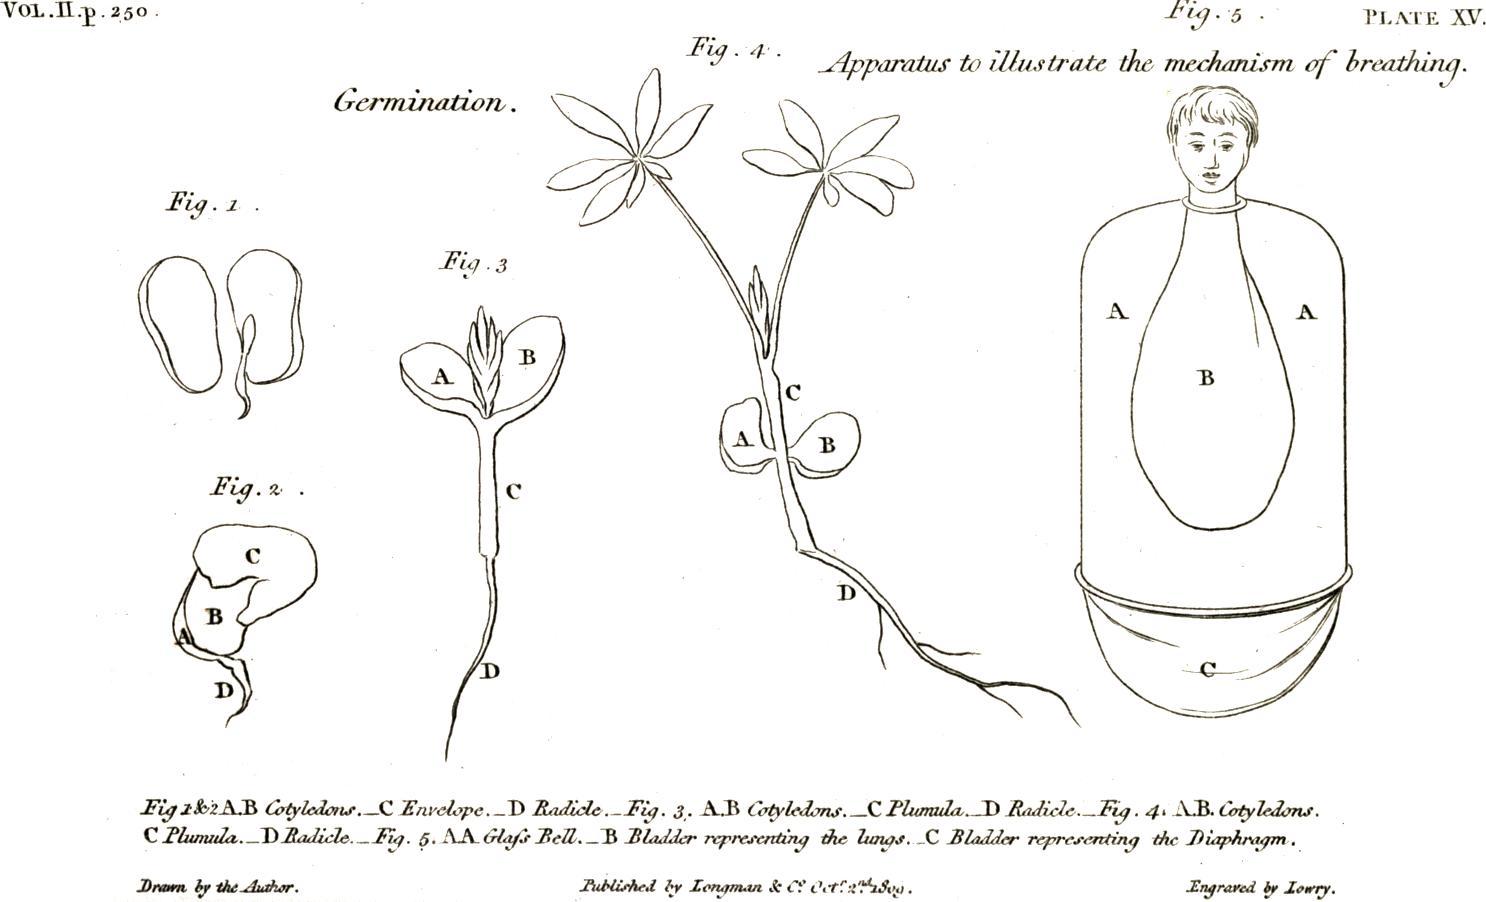 VOL.II.p.250.
Fig.5.
PLATE XV.
Fig.4.
Apparatus to illustrate the mechanism of breathing.
Germination.
Fig.1.
Fig.3
A
A
B
A
B
C
B
A
B
Fig.2.
C
C
B
A
D
D
D
C
Fig 1&2 A.B Cotyledons._C Envelope._D Radicle._Fig. 3. A.B Cotyledons._C Plumula._D Radicle._Fig. 4. A.B. Cotyledons.
C Plumula._D Radicle._Fig. 5. A.A Glaſs Bell._B Bladder representing the lungs._C Bladder representing the Diaphragm.
Drawn by the Author.
Published by Longman & Co. Octr. 2nd. 1809.
Engraved by Lowry.